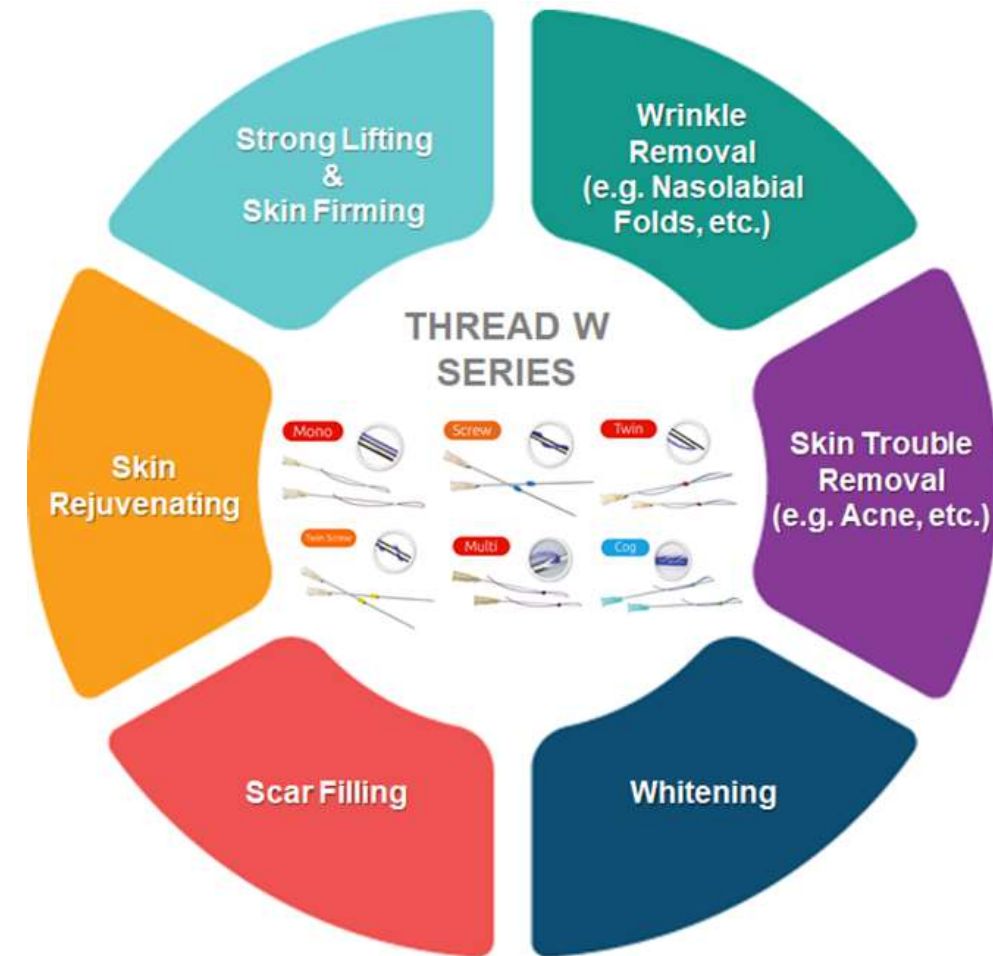 Strong Lifting
&
Skin Firming
Wrinkle
Removal
(e.g. Nasolabial
Folds, etc.)
THREAD W
SERIES
Skin
Rejuvenating
Mono
Screw
Twin
Twin Screw
Multi
Cog
Skin Trouble
Removal
(e.g. Acne, etc.)
Scar Filling
Whitening